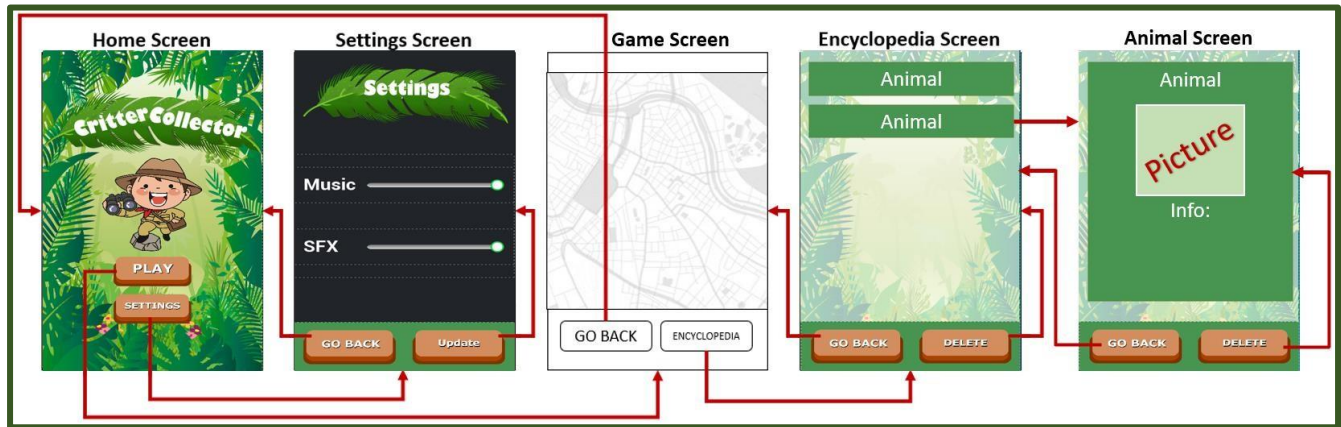 Home Screen
CritterCollector
PLAY
SETTINGS
Settings Screen
Settings
Music
SFX
GO BACK
Update
Game Screen
GO BACK
ENCYCLOPEDIA
Encyclopedia Screen
Animal
Animal
GO BACK
DELETE
Animal Screen
Animal
Picture
Info:
GO BACK
DELETE